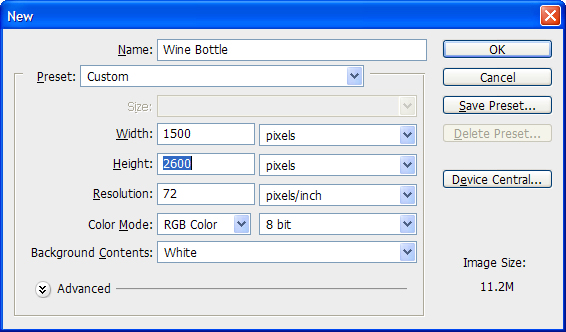 New
Name: Wine Bottle
OK
Preset: Custom
Cancel
Size:
Save Preset...
Width: 1500 pixels
Delete Preset...
Height: 2600 pixels
Device Central...
Resolution: 72 pixels/inch
Color Mode: RGB Color 8 bit
Background Contents: White
Image Size:
Advanced
11.2M